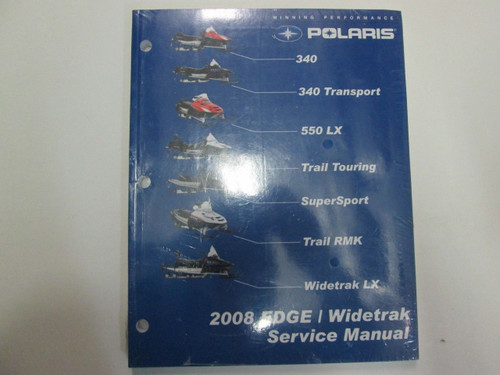 WINNING PERFORMANCE
POLARIS
340
340 Transport
550 LX
Trail Touring
SuperSport
Trail RMK
Widetrak LX
2008 EDGE / Widetrak
Service Manual